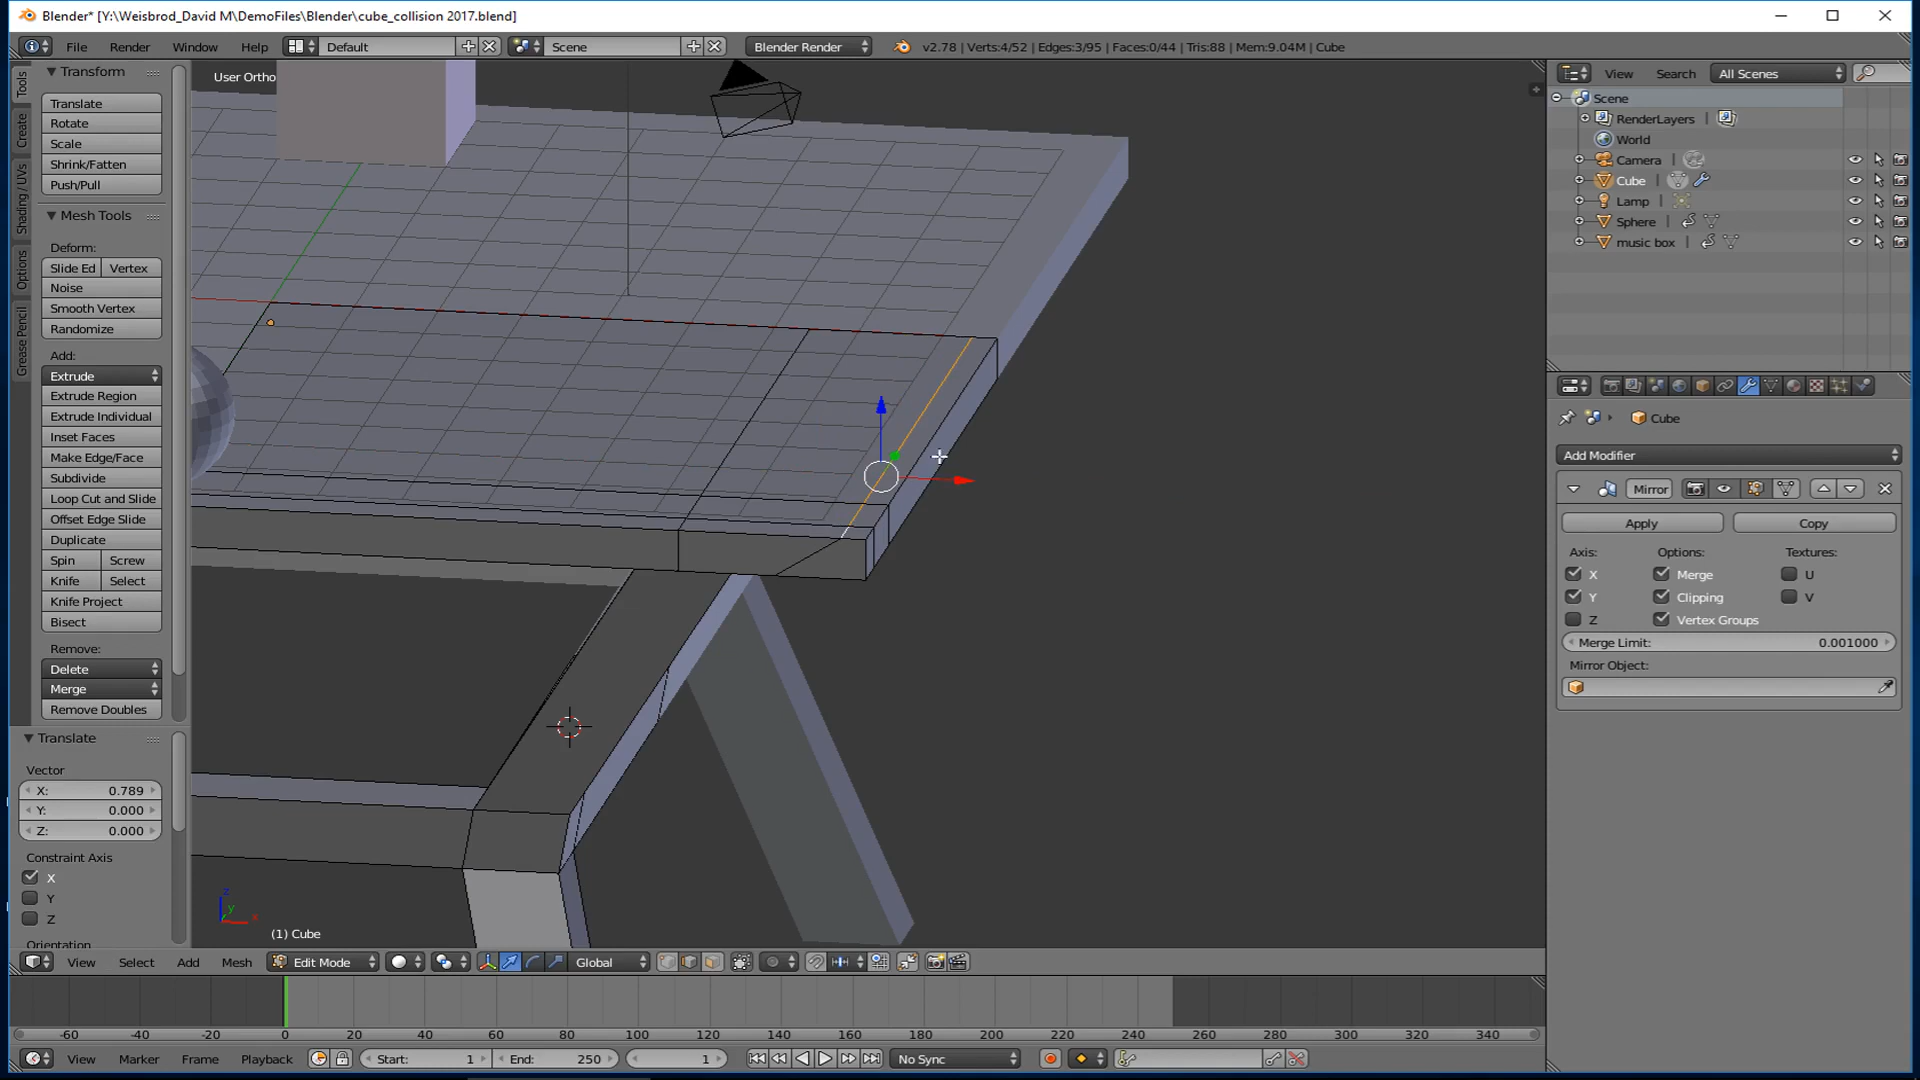 Blender* [Y:\Weisbrod_David M\DemoFiles\Blender\cube_collision 2017.blend]
File Render Window Help Default Scene Blender Render v2.78 | Verts:4/52 | Edges:3/95 | Faces:0/44 | Tris:88 | Mem:9.04M | Cube
Tools
Create
Shading / UVs
Options
Grease Pencil
Transform
Translate
Rotate
Scale
Shrink/Fatten
Push/Pull
Mesh Tools
Deform:
Slide Ed Vertex
Noise
Smooth Vertex
Randomize
Add:
Extrude
Extrude Region
Extrude Individual
Inset Faces
Make Edge/Face
Subdivide
Loop Cut and Slide
Offset Edge Slide
Duplicate
Spin Screw
Knife Select
Knife Project
Bisect
Remove:
Delete
Merge
Remove Doubles
Translate
Vector
X: 0.789
Y: 0.000
Z: 0.000
Constraint Axis
X
Y
Z
Orientation
User Ortho
z
y
x
(1) Cube
View Select Add Mesh Edit Mode Global
-60 -40 -20 0 20 40 60 80 100 120 140 160 180 200 220 240 260 280 300 320 340
View Marker Frame Playback Start: 1 End: 250 1 No Sync
View Search All Scenes
Scene
RenderLayers
World
Camera
Cube
Lamp
Sphere
music box
Cube
Add Modifier
Mirror
Apply Copy
Axis: Options: Textures:
X Merge U
Y Clipping V
Z Vertex Groups
Merge Limit: 0.001000
Mirror Object: